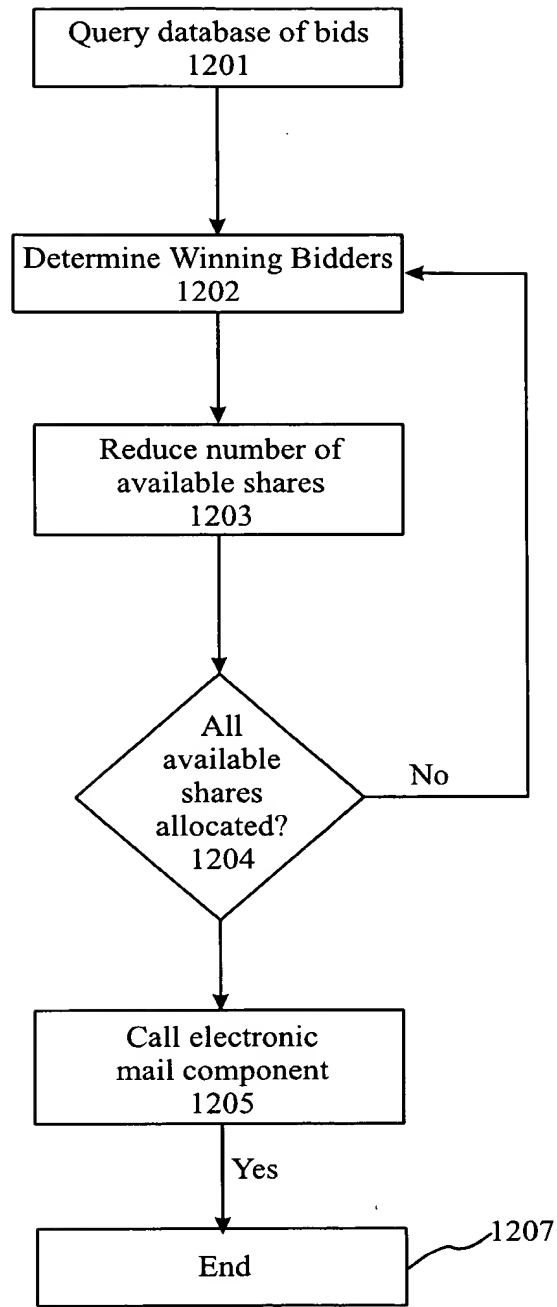 Query database of bids
1201
Determine Winning Bidders
1202
Reduce number of
available shares
1203
All
available
shares
allocated?
1204
No
Call electronic
mail component
1205
Yes
1207
End